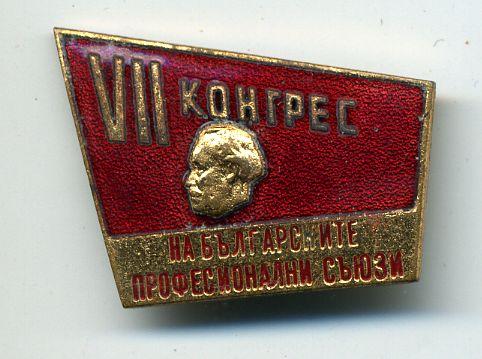 VII КОНГРЕС
НА БЪЛГАРСКИТЕ
ПРОФЕСИОНАЛНИ СЪЮЗИ